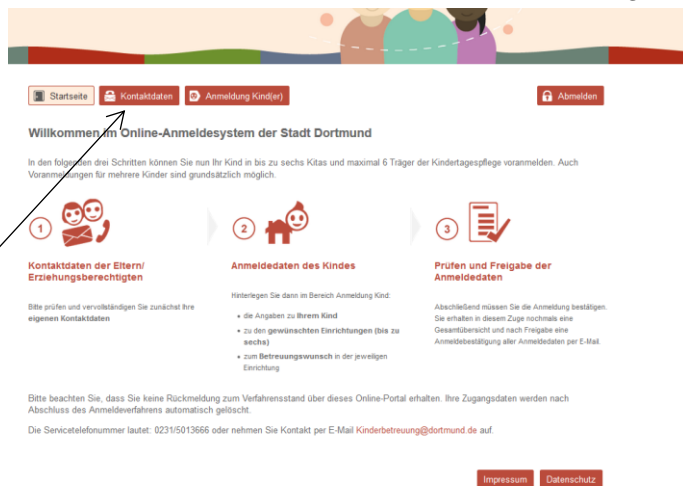 Startseite Kontaktdaten Anmeldung Kind(er) Abmelden
Willkommen im Online-Anmeldesystem der Stadt Dortmund
In den folgenden drei Schritten können Sie nun Ihr Kind in bis zu sechs Kitas und maximal 6 Träger der Kindertagespflege voranmelden. Auch
Voranmeldungen für mehrere Kinder sind grundsätzlich möglich.
1
Kontaktdaten der Eltern/
Erziehungsberechtigten
Bitte prüfen und vervollständigen Sie zunächst Ihre
eigenen Kontaktdaten
2
Anmeldedaten des Kindes
Hinterlegen Sie dann im Bereich Anmeldung Kind:
• die Angaben zu Ihrem Kind
• zu den gewünschten Einrichtungen (bis zu
sechs)
• zum Betreuungswunsch in der jeweiligen
Einrichtung
3
Prüfen und Freigabe der
Anmeldedaten
Abschließend müssen Sie die Anmeldung bestätigen.
Sie erhalten in diesem Zuge nochmals eine
Gesamtübersicht und nach Freigabe eine
Anmeldebestätigung aller Anmeldedaten per E-Mail.
Bitte beachten Sie, dass Sie keine Rückmeldung zum Verfahrensstand über dieses Online-Portal erhalten. Ihre Zugangsdaten werden nach
Abschluss des Anmeldeverfahrens automatisch gelöscht.
Die Servicetelefonummer lautet: 0231/5013666 oder nehmen Sie Kontakt per E-Mail Kinderbetreuung@dortmund.de auf.
Impressum Datenschutz